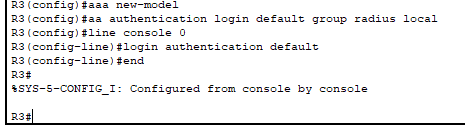 R3(config)#aaa new-model
R3(config)#aa authentication login default group radius local
R3(config)#line console 0
R3(config-line)#login authentication default
R3(config-line)#end
R3#
%SYS-5-CONFIG_I: Configured from console by console
R3#